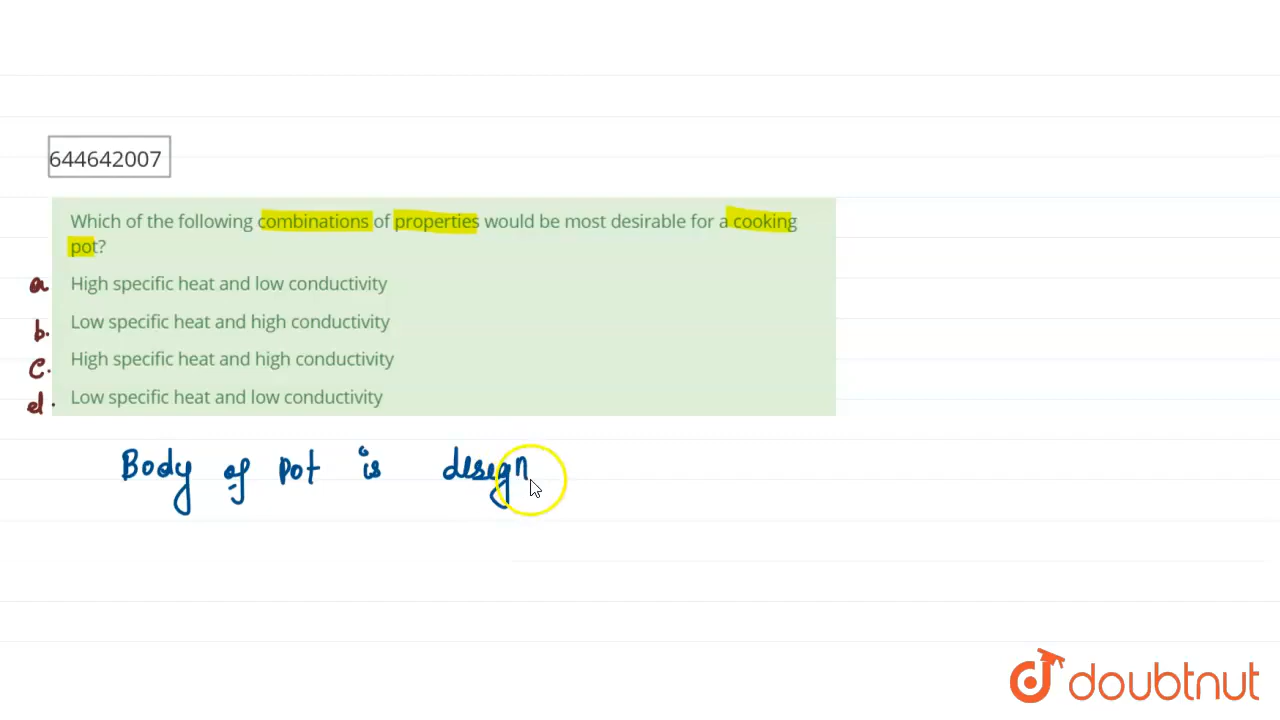 644642007
Which of the following combinations of properties would be most desirable for a cooking
pot?
a High specific heat and low conductivity
b. Low specific heat and high conductivity
C. High specific heat and high conductivity
d. Low specific heat and low conductivity
Body of pot is desegn
doubtnut